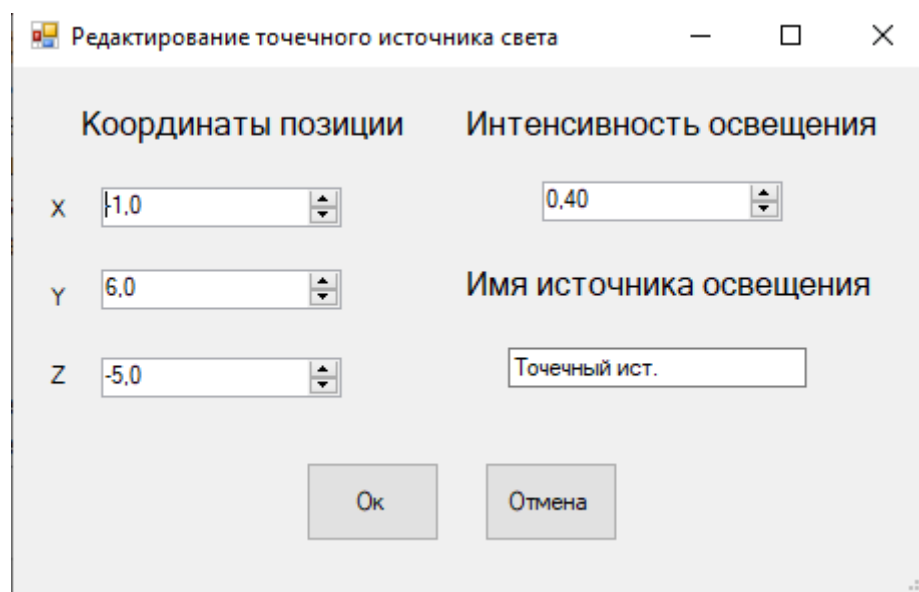 Редактирование точечного источника света
Координаты позиции
Интенсивность освещения
X
-1,0
0,40
Y
6,0
Имя источника освещения
Z
-5,0
Точечный ист.
Ок
Отмена